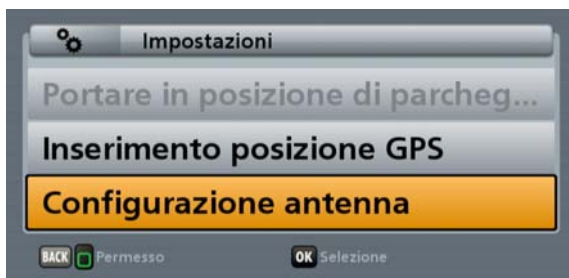 Impostazioni
Portare in posizione di parcheg...
Inserimento posizione GPS
Configurazione antenna
BACK Permesso OK Selezione